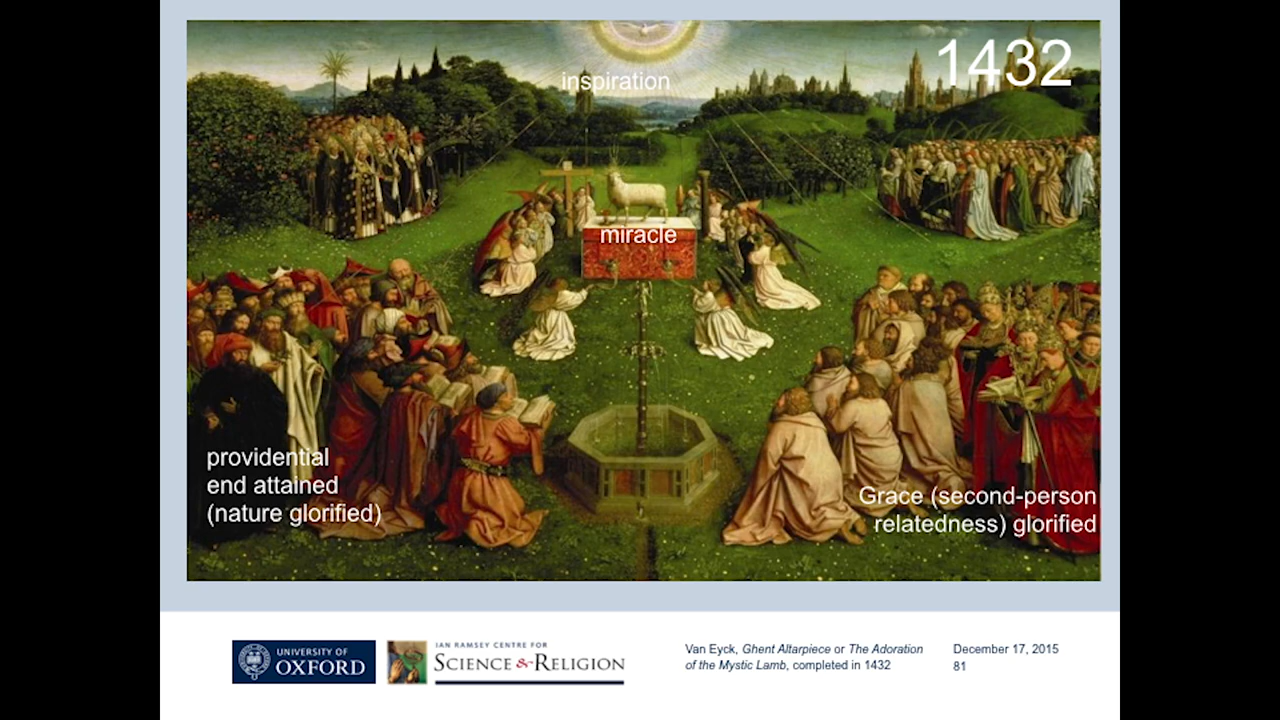 1432
inspiration
miracle
providential
end attained
(nature glorified)
Grace (second-person
relatedness) glorified
UNIVERSITY OF
OXFORD
IAN RAMSEY CENTRE FOR
SCIENCE & RELIGION
Van Eyck, Ghent Altarpiece or The Adoration
of the Mystic Lamb, completed in 1432
December 17, 2015
81